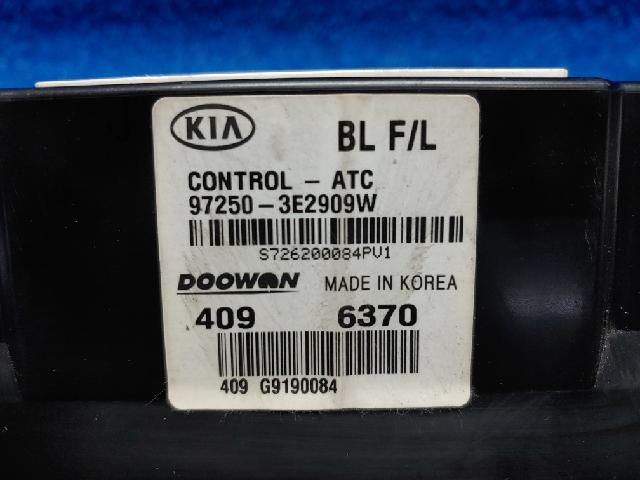 KIA BL F/L
CONTROL - ATC
97250-3E2909W
S726200084PV1
DOOWON MADE IN KOREA
409 6370
409 G9190084